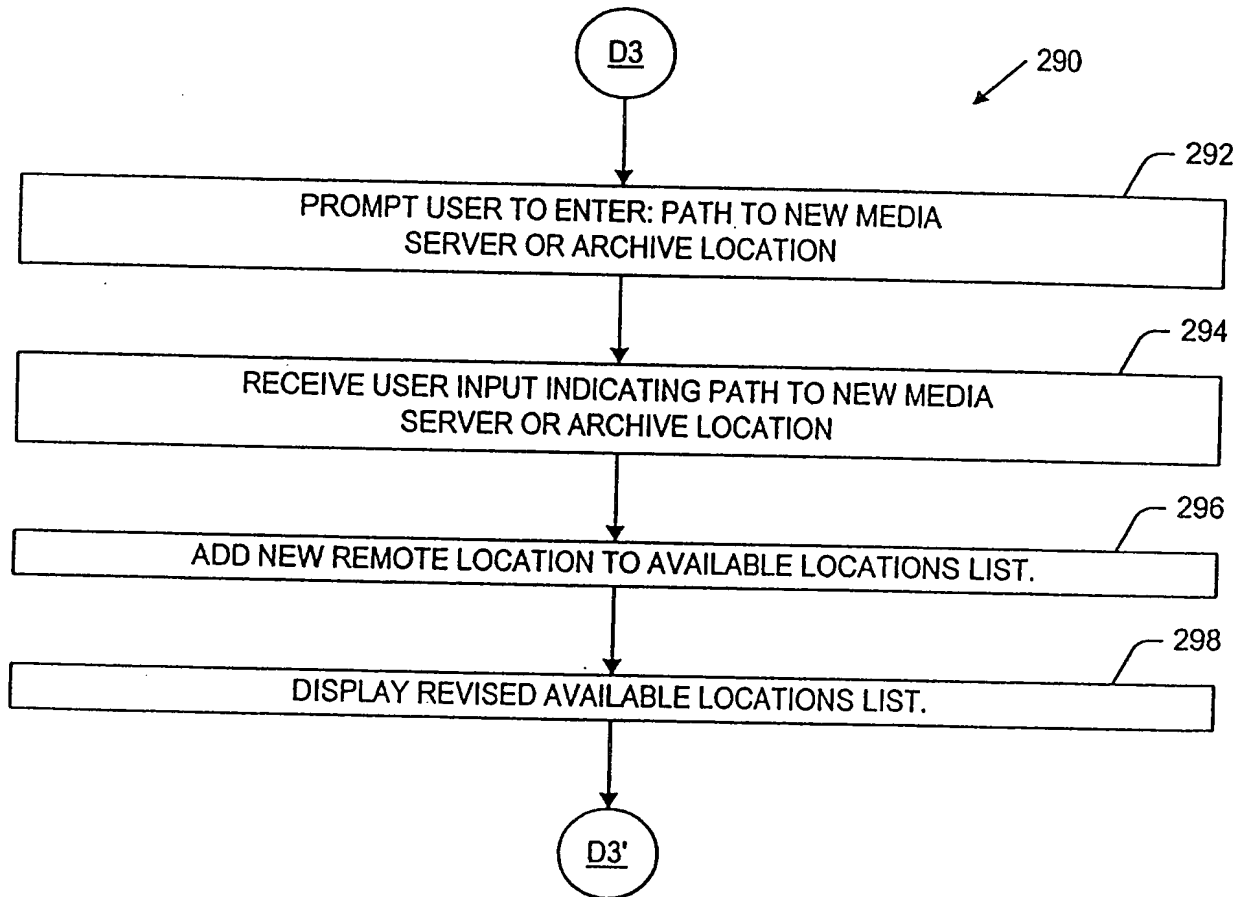 D3
290
292
PROMPT USER TO ENTER: PATH TO NEW MEDIA
SERVER OR ARCHIVE LOCATION
294
RECEIVE USER INPUT INDICATING PATH TO NEW MEDIA
SERVER OR ARCHIVE LOCATION
296
ADD NEW REMOTE LOCATION TO AVAILABLE LOCATIONS LIST.
298
DISPLAY REVISED AVAILABLE LOCATIONS LIST.
D3'